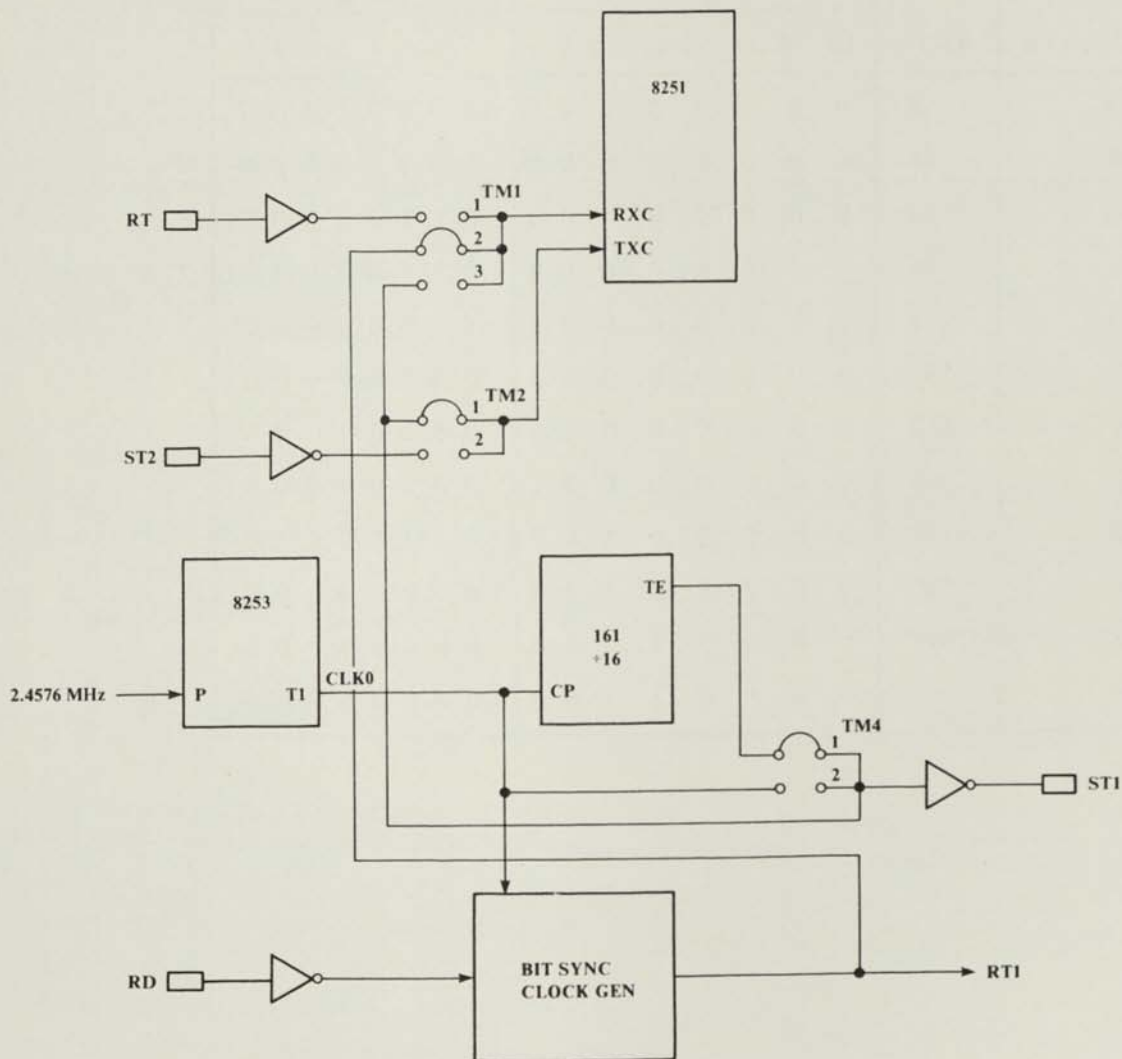 8251
TM1
1
RT
RXC
2
TXC
3
TM2
1
2
ST2
8253
TE
161
÷16
CLK0
2.4576 MHz
P
T1
CP
TM4
1
2
ST1
RD
BIT SYNC
CLOCK GEN
RT1